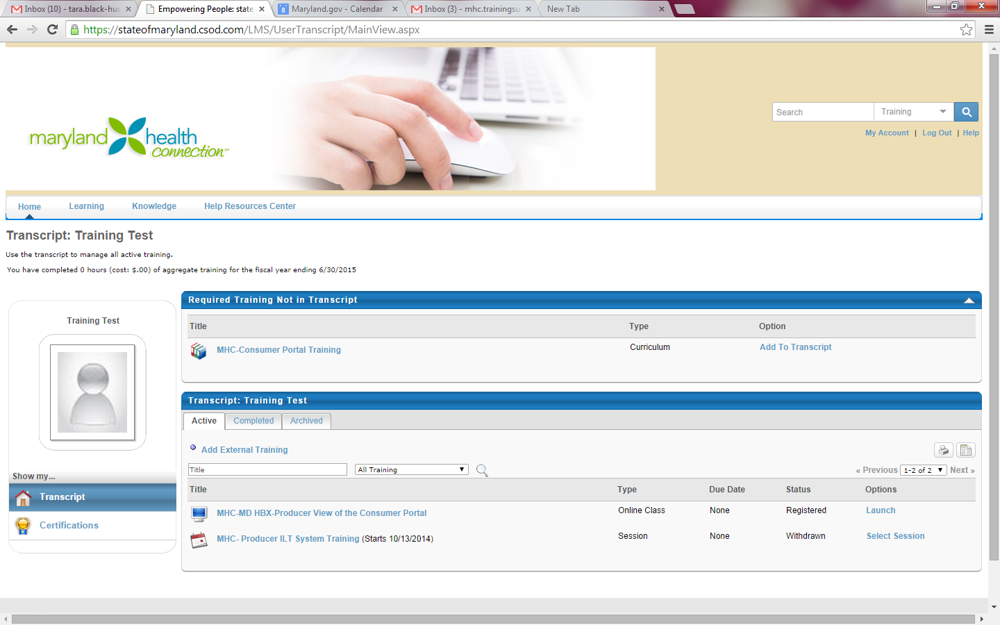 Inbox (10) - tara.black-hus
Empowering People: state
Maryland.gov - Calendar
Inbox (3) - mhc.trainingsu
New Tab
https://stateofmaryland.csod.com/LMS/UserTranscript/MainView.aspx
maryland health
connection
Search
Training
My Account | Log Out | Help
Home
Learning
Knowledge
Help Resources Center
Transcript: Training Test
Use the transcript to manage all active training.
You have completed 0 hours (cost: $.00) of aggregate training for the fiscal year ending 6/30/2015
Training Test
Show my...
Transcript
Certifications
Required Training Not in Transcript
Title Type Option
MHC-Consumer Portal Training Curriculum Add To Transcript
Transcript: Training Test
Active Completed Archived
Add External Training
Title All Training « Previous 1-2 of 2 Next »
Title Type Due Date Status Options
MHC-MD HBX-Producer View of the Consumer Portal Online Class None Registered Launch
MHC- Producer ILT System Training (Starts 10/13/2014) Session None Withdrawn Select Session